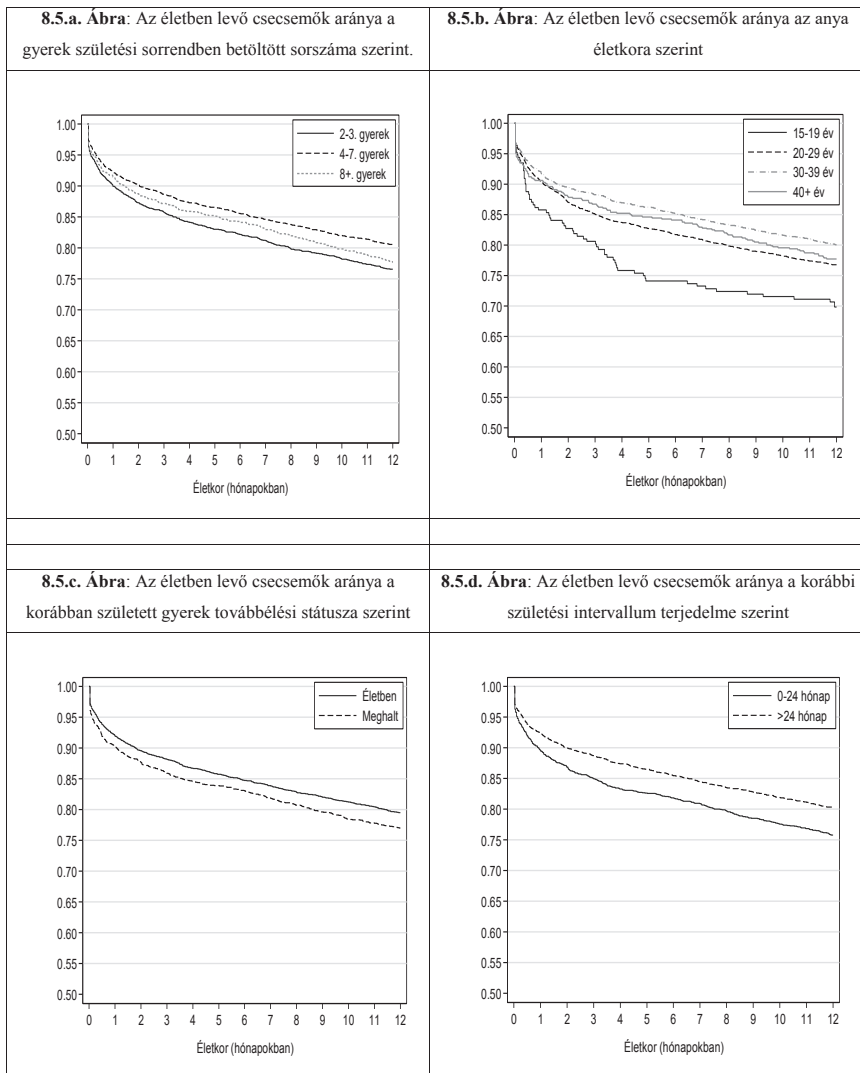 8.5.a. Ábra: Az életben levő csecsemők aránya a
gyerek születési sorrendben betöltött sorszáma szerint.
8.5.b. Ábra: Az életben levő csecsemők aránya az anya
életkora szerint
1.00
0.95
0.90
0.85
0.80
0.75
0.70
0.65
0.60
0.55
0.50
2-3. gyerek
4-7. gyerek
8+. gyerek
0 1 2 3 4 5 6 7 8 9 10 11 12
Életkor (hónapokban)
1.00
0.95
0.90
0.85
0.80
0.75
0.70
0.65
0.60
0.55
0.50
15-19 év
20-29 év
30-39 év
40+ év
0 1 2 3 4 5 6 7 8 9 10 11 12
Életkor (hónapokban)
8.5.c. Ábra: Az életben levő csecsemők aránya a
korábban született gyerek továbbélési státusza szerint
8.5.d. Ábra: Az életben levő csecsemők aránya a korábbi
születési intervallum terjedelme szerint
1.00
0.95
0.90
0.85
0.80
0.75
0.70
0.65
0.60
0.55
0.50
Életben
Meghalt
0 1 2 3 4 5 6 7 8 9 10 11 12
Életkor (hónapokban)
1.00
0.95
0.90
0.85
0.80
0.75
0.70
0.65
0.60
0.55
0.50
0-24 hónap
>24 hónap
0 1 2 3 4 5 6 7 8 9 10 11 12
Életkor (hónapokban)